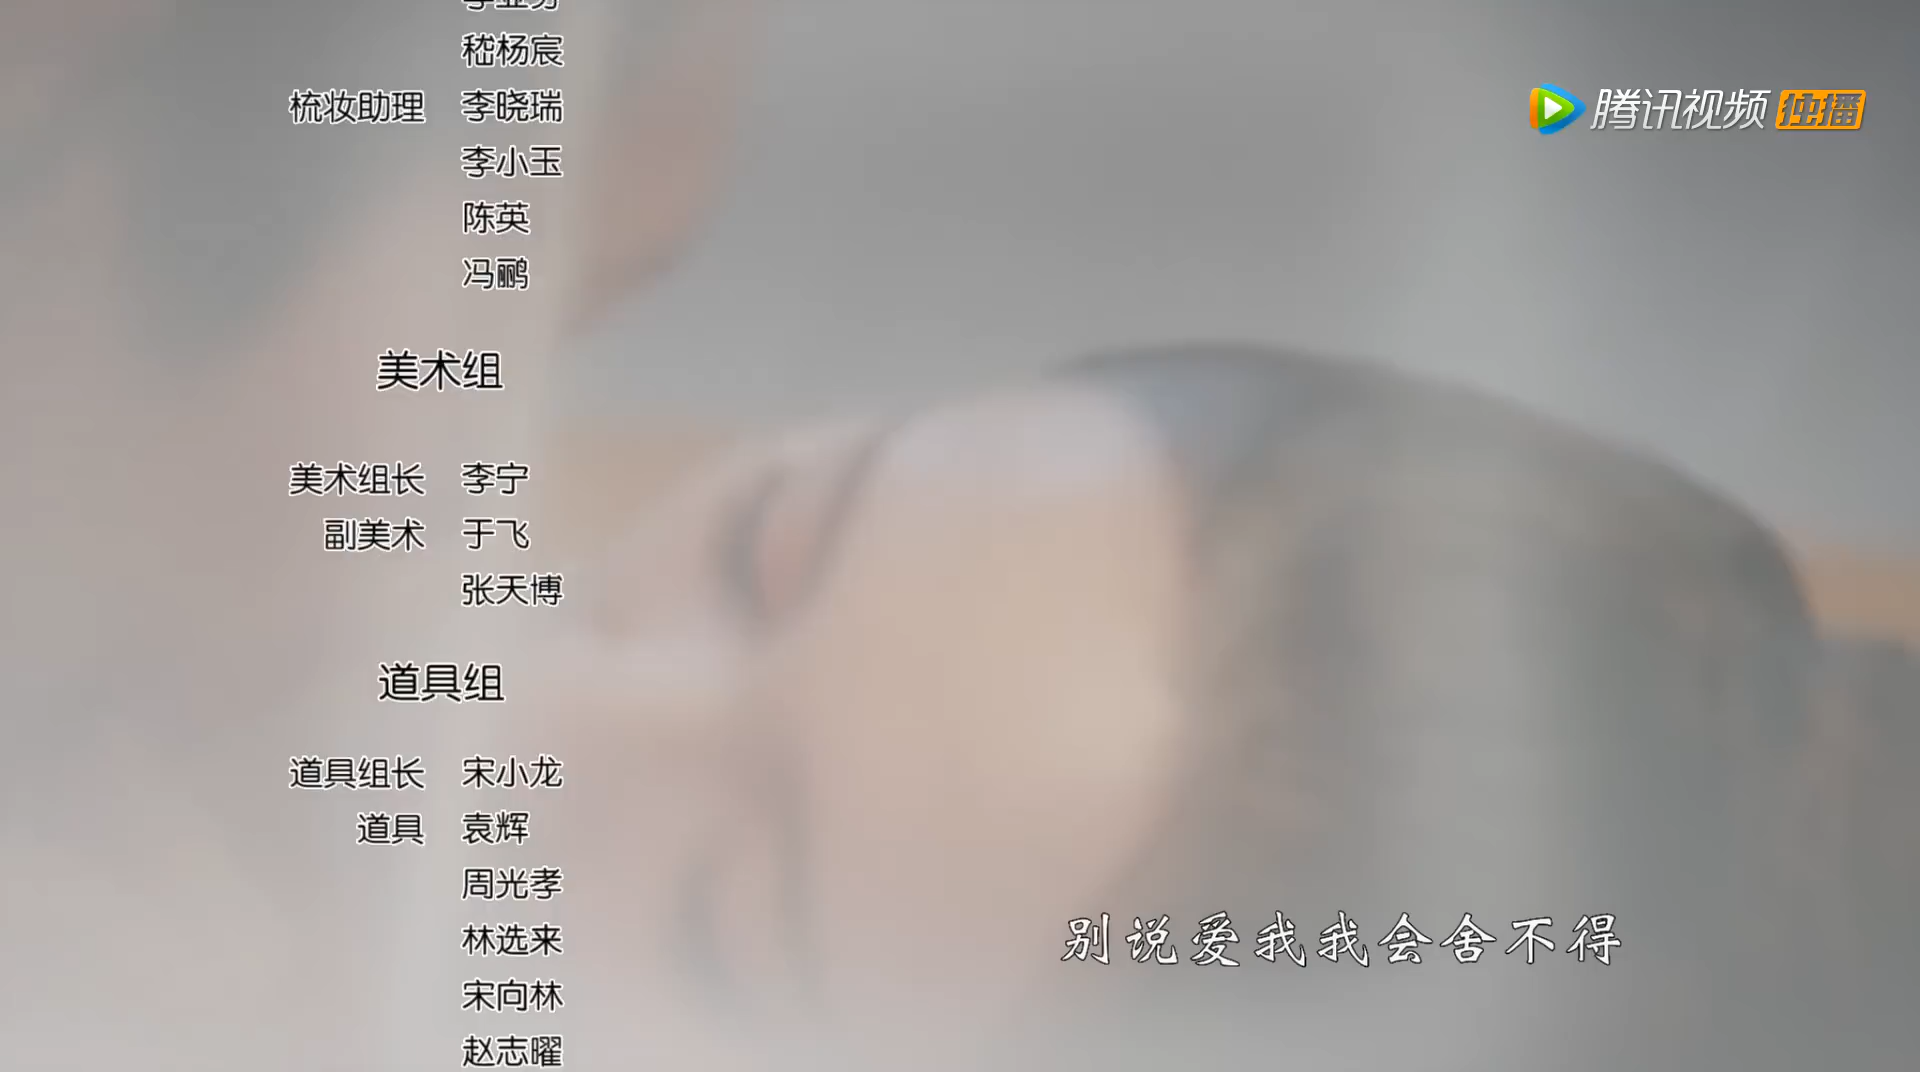 嵇杨宸
梳妆助理 李晓瑞
李小玉
陈英
冯鹂
美术组
美术组长 李宁
副美术 于飞
张天博
道具组
道具组长 宋小龙
道具 袁辉
周光孝
林选来
宋向林
赵志曜
腾讯视频 独播
别说爱我我会舍不得